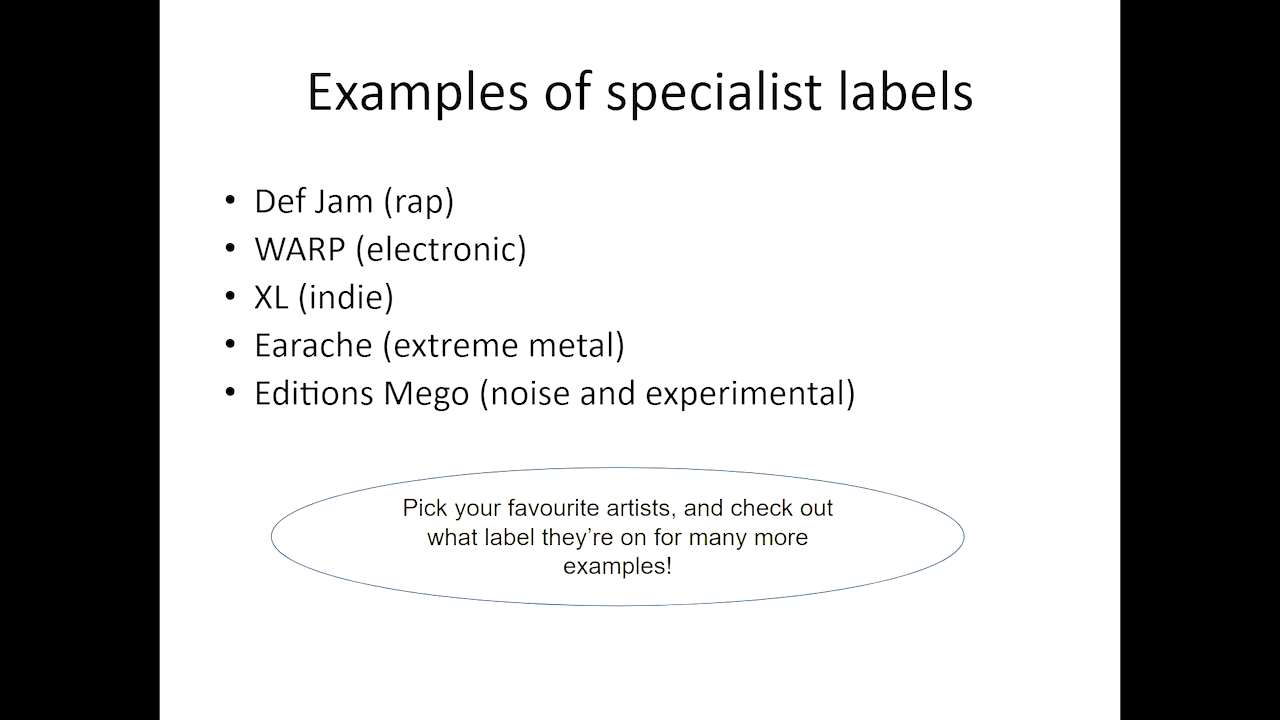 Examples of specialist labels
• Def Jam (rap)
• WARP (electronic)
• XL (indie)
• Earache (extreme metal)
• Editions Mego (noise and experimental)
Pick your favourite artists, and check out
what label they’re on for many more
examples!